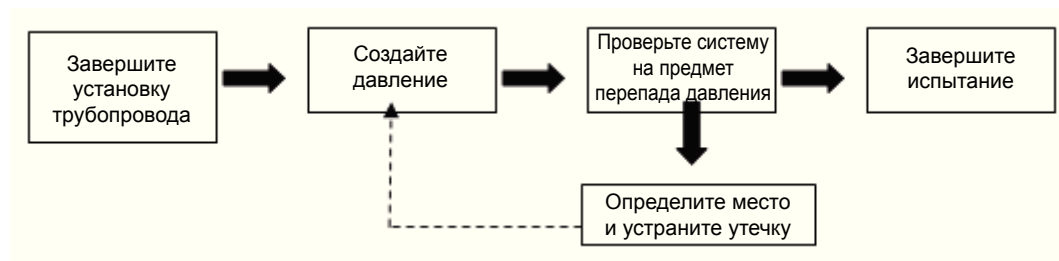 Завершите
установку
трубопровода
Создайте
давление
Проверьте систему
на предмет
перепада давления
Завершите
испытание
Определите место
и устраните утечку